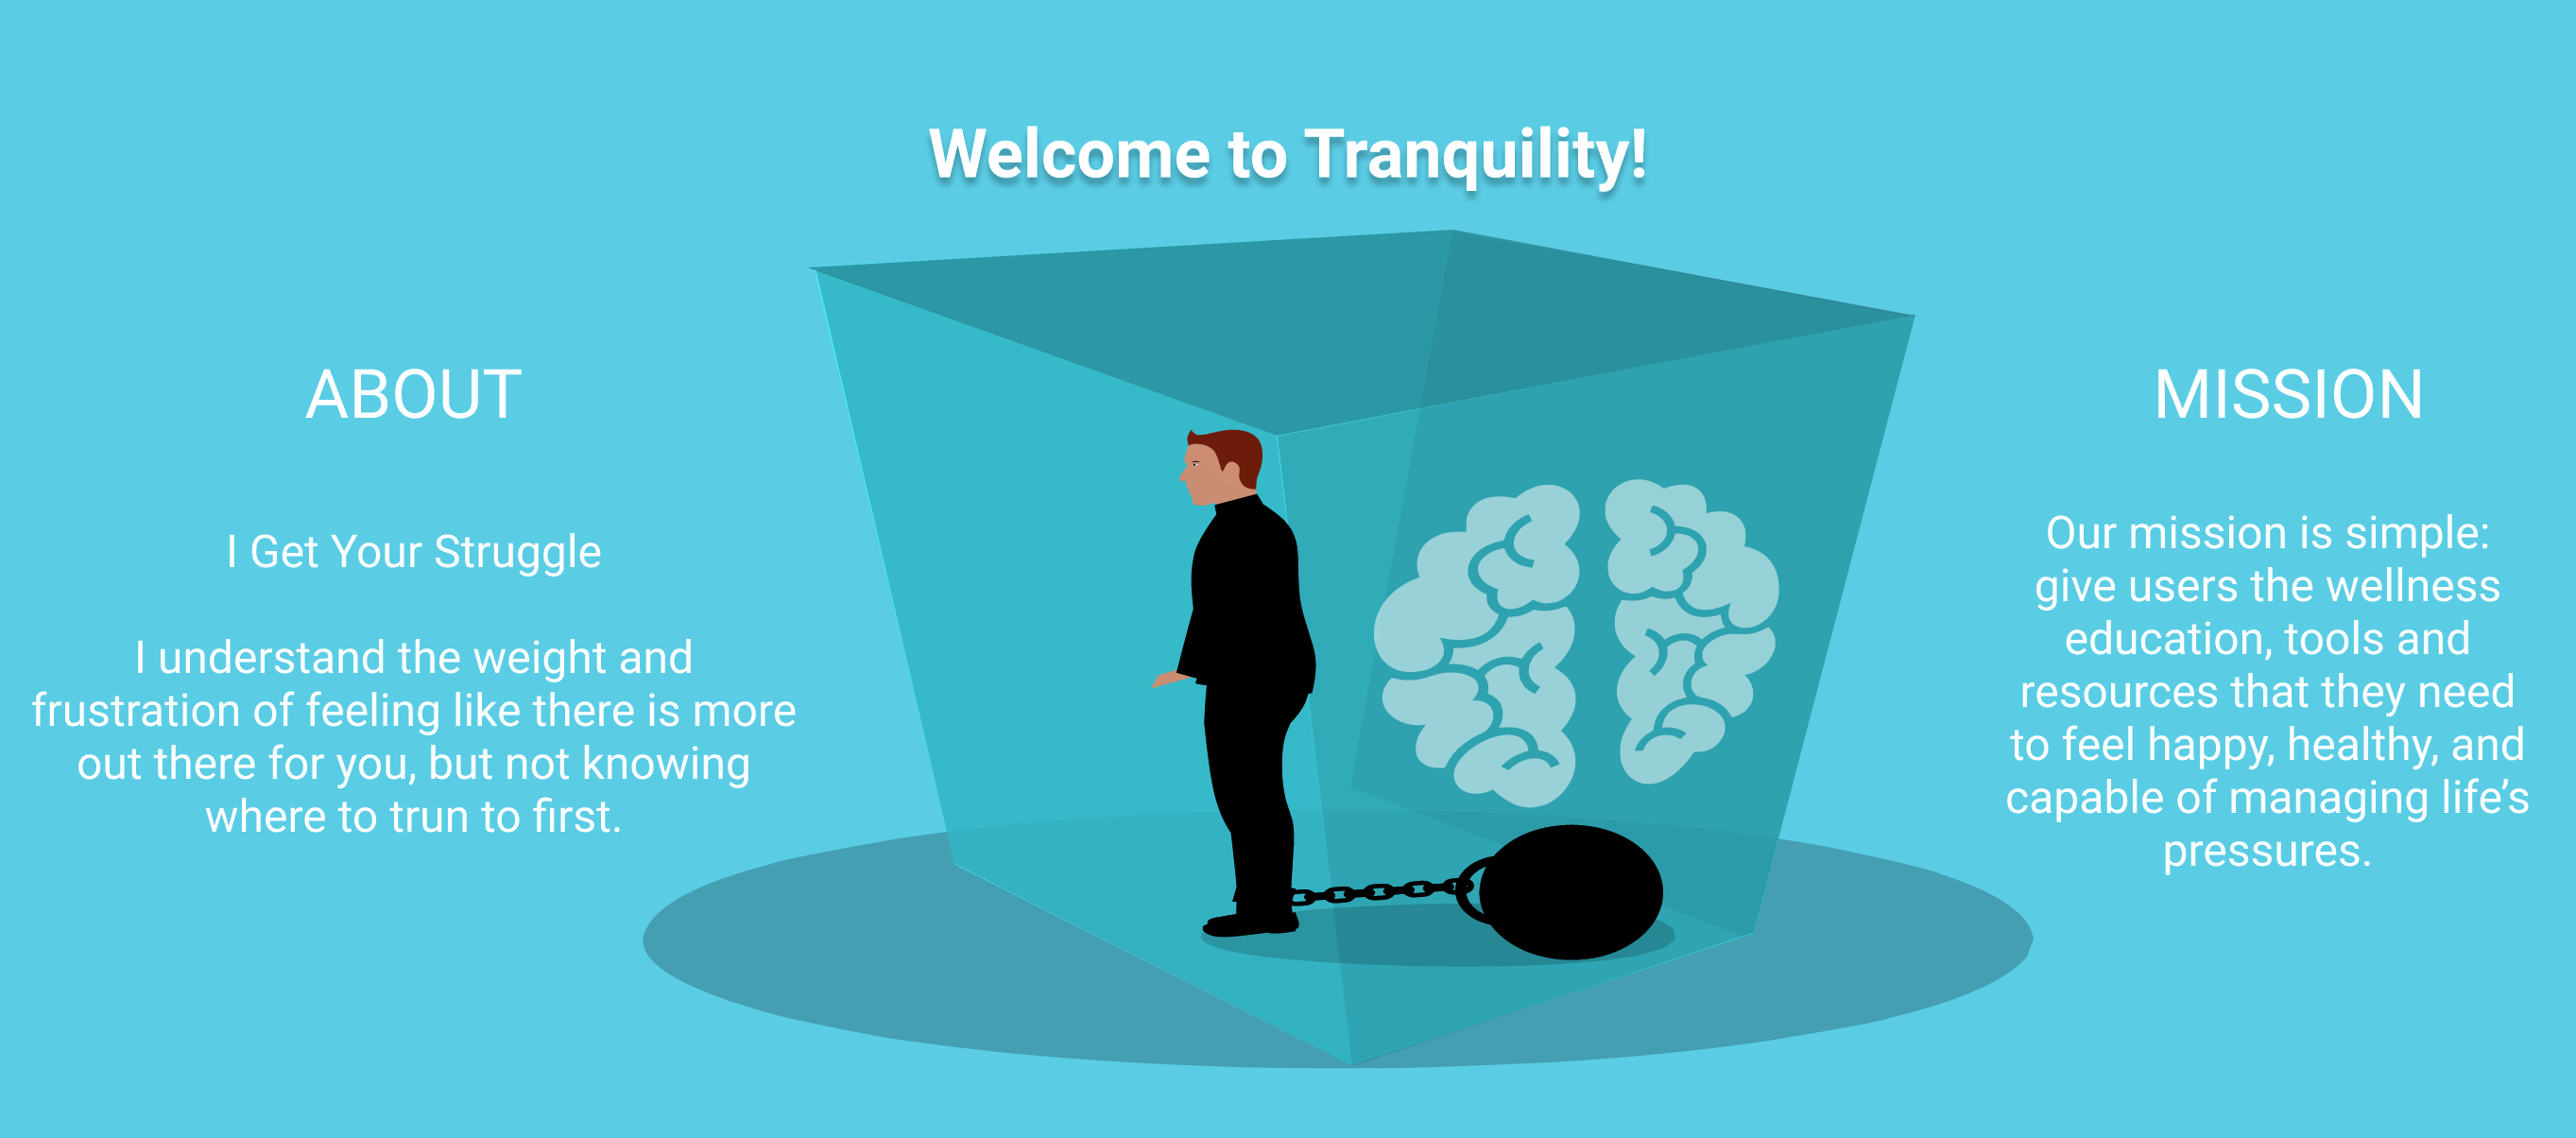 Welcome to Tranquility!
ABOUT
I Get Your Struggle
I understand the weight and
frustration of feeling like there is more
out there for you, but not knowing
where to trun to first.
MISSION
Our mission is simple:
give users the wellness
education, tools and
resources that they need
to feel happy, healthy, and
capable of managing life’s
pressures.